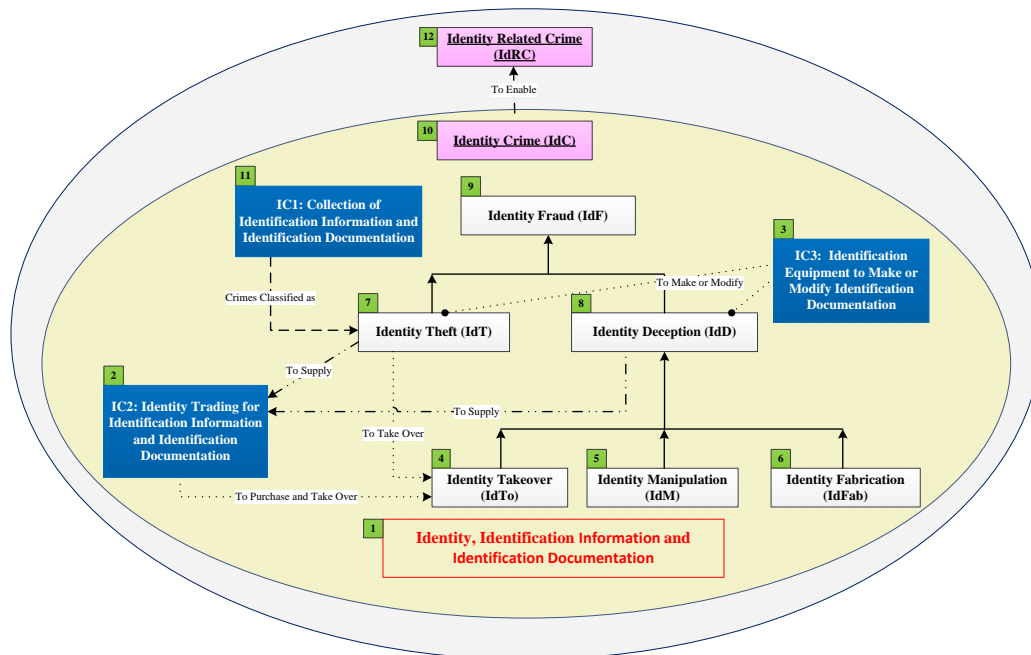 12
Identity Related Crime
(IdRC)
To Enable
10
Identity Crime (IdC)
11
IC1: Collection of
Identification Information and
Identification Documentation
9
Identity Fraud (IdF)
3
IC3:  Identification
Equipment to Make or
Modify Identification
Documentation
To Make or Modify
Crimes Classified as
7
Identity Theft (IdT)
8
Identity Deception (IdD)
To Supply
2
IC2: Identity Trading for
Identification Information
and Identification
Documentation
To Supply
To Take Over
4
Identity Takeover
(IdTo)
5
Identity Manipulation
(IdM)
6
Identity Fabrication
(IdFab)
To Purchase and Take Over
1
Identity, Identification Information and
Identification Documentation